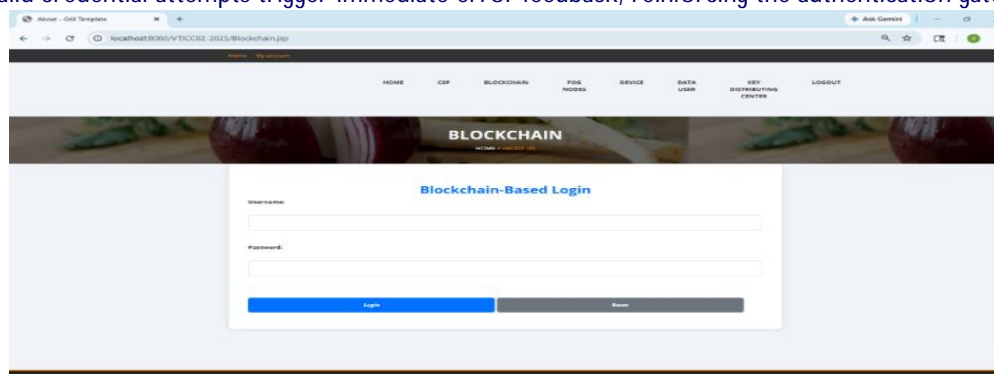 alid credential attempts trigger immediate error feedback, reinforcing the authentication gate
About - Grill Template
Ask Gemini
localhost:8080/VTICC02-2025/Blockchain.jsp
Home My account
HOME CSP BLOCKCHAIN FOG NODES DEVICE DATA USER KEY DISTRIBUTING CENTER LOGOUT
BLOCKCHAIN
HOME / ABOUT US
Blockchain-Based Login
Username:
Password:
Login Reset